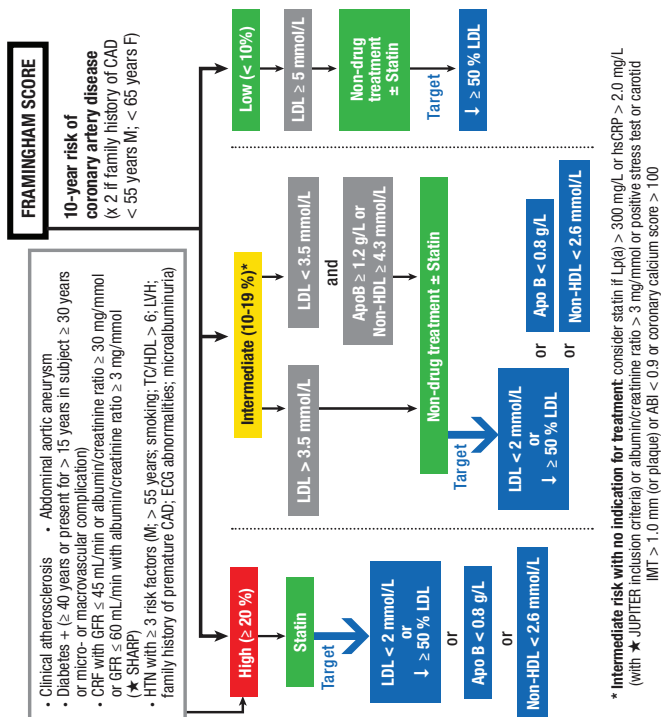 FRAMINGHAM SCORE
10-year risk of
coronary artery disease
(x 2 if family history of CAD
< 55 years M; < 65 years F)
• Clinical atherosclerosis • Abdominal aortic aneurysm
• Diabetes + (≥ 40 years or present for > 15 years in subject ≥ 30 years
or micro- or macrovascular complication)
• CRF with GFR ≤ 45 mL/min or albumin/creatinine ratio ≥ 30 mg/mmol
or GFR ≤ 60 mL/min with albumin/creatinine ratio ≥ 3 mg/mmol
(★ SHARP)
• HTN with ≥ 3 risk factors (M; > 55 years; smoking; TC/HDL > 6; LVH;
family history of premature CAD; ECG abnormalities; microalbuminuria)
High (≥ 20 %)
Statin
Target
LDL < 2 mmol/L
or
↓ ≥ 50 % LDL
or
Apo B < 0.8 g/L
or
Non-HDL < 2.6 mmol/L
Intermediate (10-19 %)*
LDL > 3.5 mmol/L
LDL < 3.5 mmol/L
and
ApoB ≥ 1.2 g/L or
Non-HDL ≥ 4.3 mmol/L
Non-drug treatment ± Statin
Target
LDL < 2 mmol/L
or
↓ ≥ 50 % LDL
or
Apo B < 0.8 g/L
or
Non-HDL < 2.6 mmol/L
Low (< 10%)
LDL ≥ 5 mmol/L
Non-drug
treatment
± Statin
Target
↓ ≥ 50 % LDL
* Intermediate risk with no indication for treatment: consider statin if Lp(a) > 300 mg/L or hsCRP > 2.0 mg/L
(with ★ JUPITER inclusion criteria) or albumin/creatinine ratio > 3 mg/mmol or positive stress test or carotid
IMT > 1.0 mm (or plaque) or ABI < 0.9 or coronary calcium score > 100